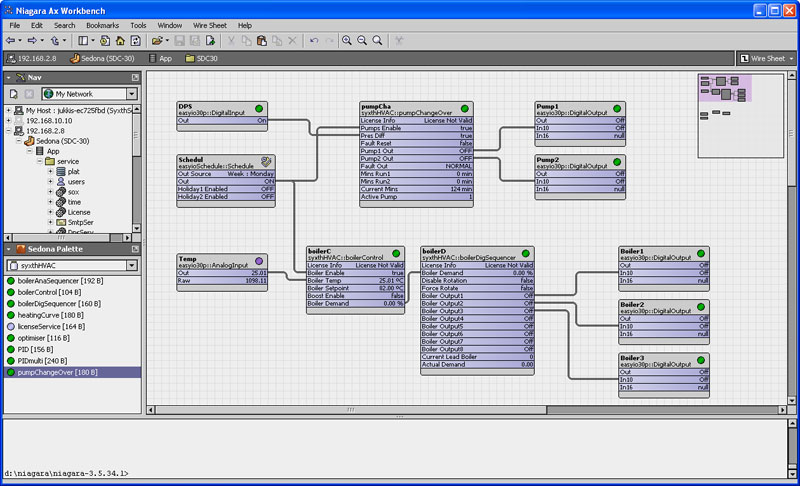 Niagara Ax Workbench
File Edit Search Bookmarks Tools Window Wire Sheet Help
192.168.2.8 Sedona (SDC-30) App SDC30 Wire Sheet
Nav
My Network
My Host : jukkis-ec725fbd (SyxthS
192.168.10.10
192.168.2.8
Sedona (SDC-30)
App
service
plat
users
sox
time
License
SmtpSer
DpsServ
Sedona Palette
syxthHVAC
boilerAnaSequencer [192 B]
boilerControl [104 B]
boilerDigSequencer [160 B]
heatingCurve [180 B]
licenseService [164 B]
optimiser [116 B]
PID [156 B]
PIDmulti [240 B]
pumpChangeOver [180 B]
DPS
easyio30p::DigitalInput
Out On
Schedul
easyioSchedule::Schedule
Out Source Week : Monday
Out ON
Holiday1 Enabled OFF
Holiday2 Enabled OFF
pumpCha
syxthHVAC::pumpChangeOver
License Info License Not Valid
Pumps Enable true
Pres Diff true
Fault Reset false
Pump1 Out OFF
Pump2 Out OFF
Fault Out NORMAL
Mins Run1 0 min
Mins Run2 0 min
Current Mins 124 min
Active Pump 1
Pump1
easyio30p::DigitalOutput
Out Off
In10 Off
In16 null
Pump2
easyio30p::DigitalOutput
Out Off
In10 Off
In16 null
Temp
easyio30p::AnalogInput
Out 25.01
Raw 1098.11
boilerC
syxthHVAC::boilerControl
License Info License Not Valid
Boiler Enable true
Boiler Temp 25.01 ºC
Boiler Setpoint 82.00 ºC
Boost Enable false
Boiler Demand 0.00 %
boilerD
syxthHVAC::boilerDigSequencer
License Info License Not Valid
Boiler Demand 0.00 %
Disable Rotation false
Force Rotate false
Boiler Output1 Off
Boiler Output2 Off
Boiler Output3 Off
Boiler Output4 Off
Boiler Output5 Off
Boiler Output6 Off
Boiler Output7 Off
Boiler Output8 Off
Current Lead Boiler 0
Actual Demand 0.00
Boiler1
easyio30p::DigitalOutput
Out Off
In10 Off
In16 null
Boiler2
easyio30p::DigitalOutput
Out Off
In10 Off
In16 null
Boiler3
easyio30p::DigitalOutput
Out Off
In10 Off
In16 null
d:\niagara\niagara-3.5.34.1>